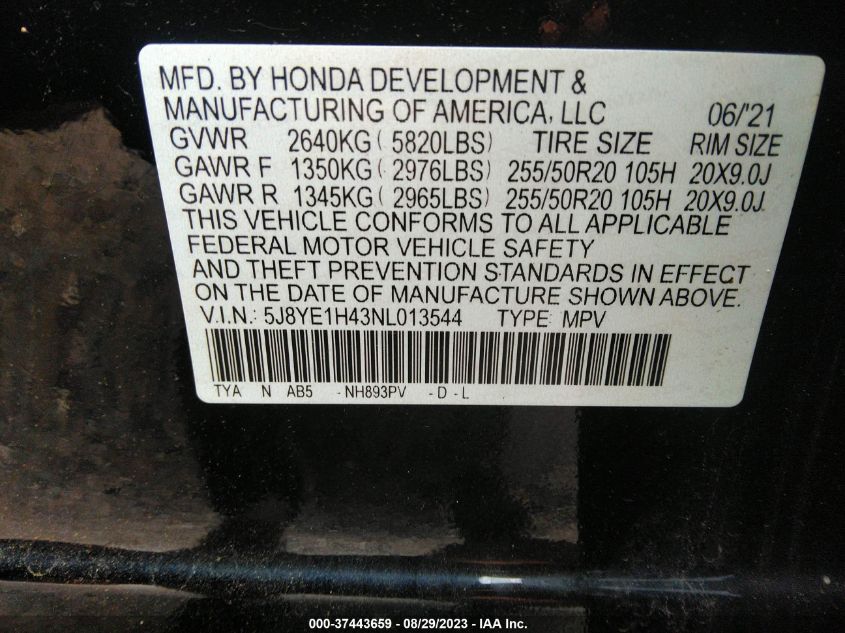 MFD. BY HONDA DEVELOPMENT &
MANUFACTURING OF AMERICA, LLC 06/'21
GVWR 2640KG ( 5820LBS) TIRE SIZE RIM SIZE
GAWR F 1350KG ( 2976LBS) 255/50R20 105H 20X9.0J
GAWR R 1345KG ( 2965LBS) 255/50R20 105H 20X9.0J
THIS VEHICLE CONFORMS TO ALL APPLICABLE
FEDERAL MOTOR VEHICLE SAFETY
AND THEFT PREVENTION STANDARDS IN EFFECT
ON THE DATE OF MANUFACTURE SHOWN ABOVE.
V.I.N.: 5J8YE1H43NL013544 TYPE: MPV
TYA N AB5 -NH893PV -D-L
000-37443659 - 08/29/2023 - IAA Inc.